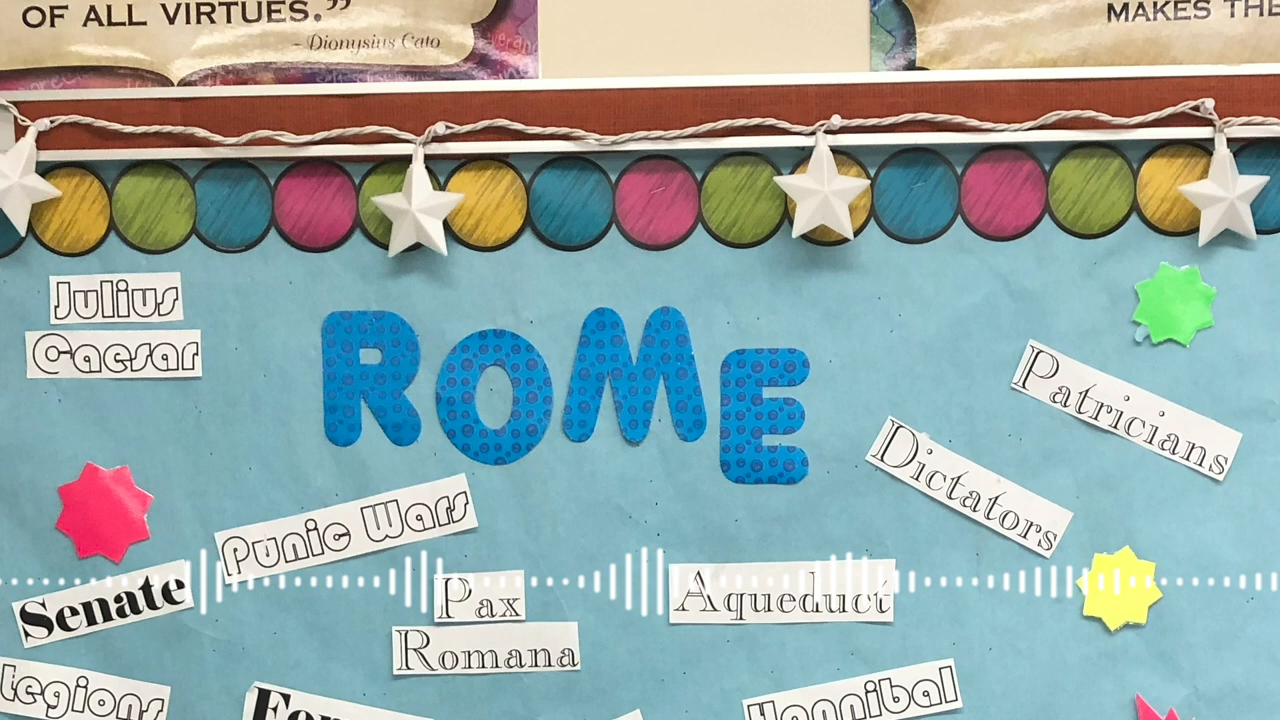 OF ALL VIRTUES.”
- Dionysius Cato
MAKES THE
Julius
Caesar
ROME
Patricians
Dictators
Punic Wars
Senate
Pax
Romana
Aqueduct
Legions
Hannibal